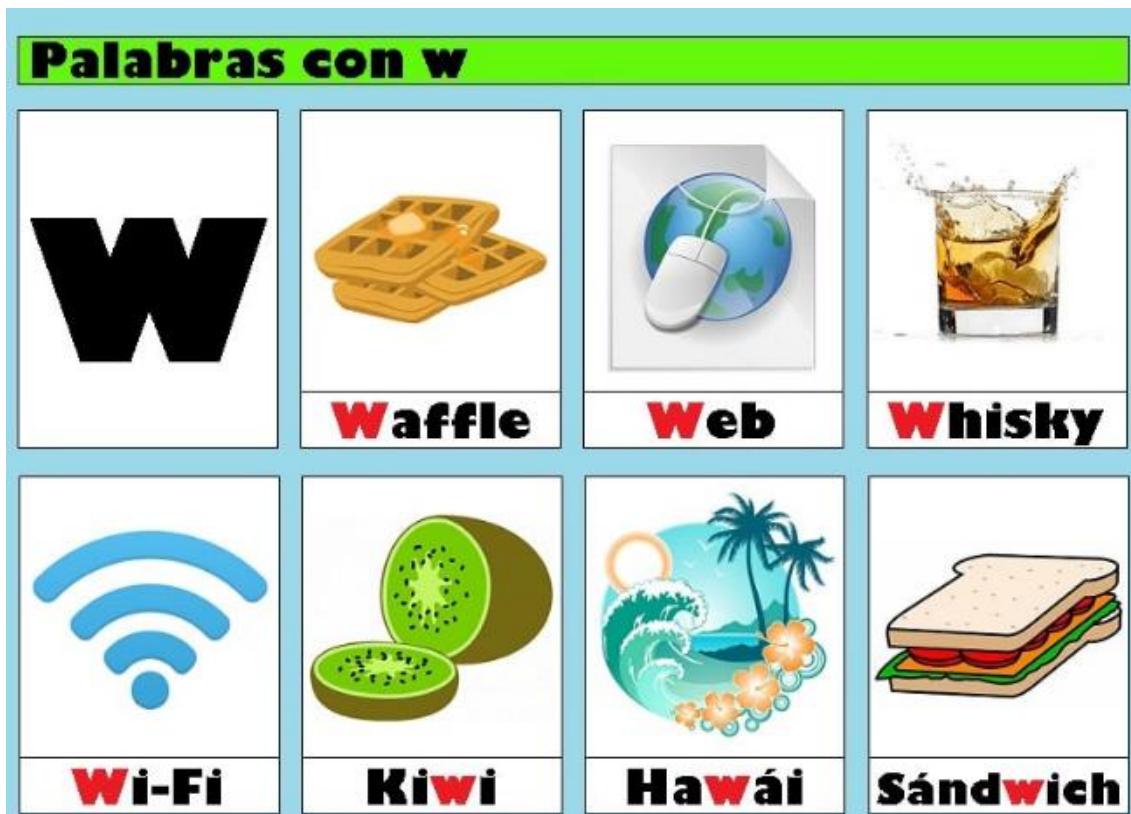 Palabras con w
W
Waffle
Web
Whisky
Wi-Fi
Kiwi
Hawái
Sándwich